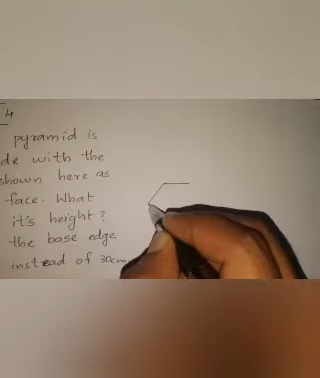 4
pyramid is
de with the
shown here as
face. What
it's height?
the base edge
instead of 30cm